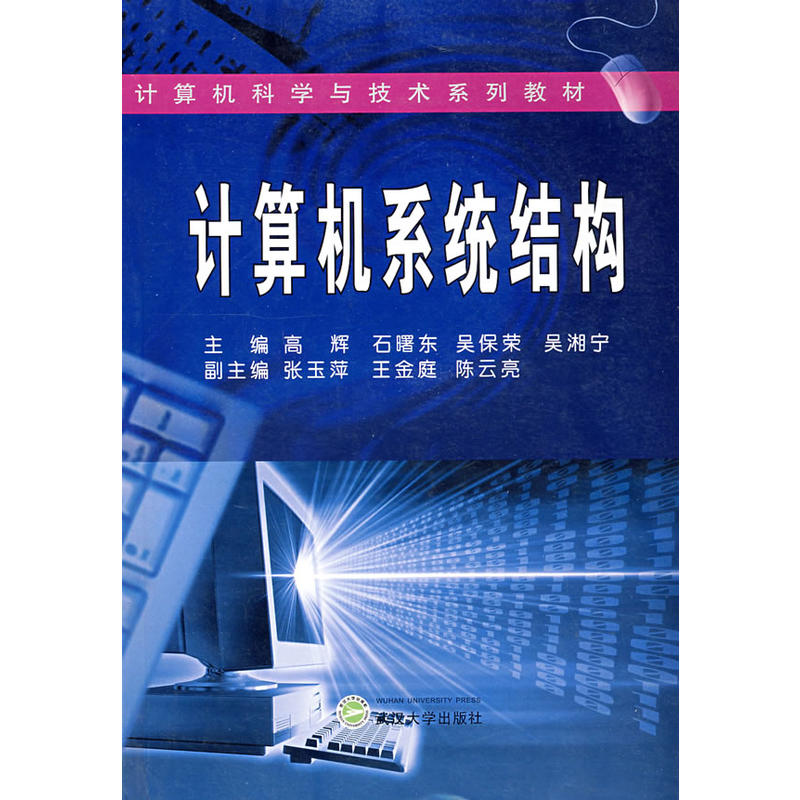 计算机科学与技术系列教材
计算机系统结构
主 编 高 辉 石曙东 吴保荣 吴湘宁
副主编 张玉萍 王金庭 陈云亮
WUHAN UNIVERSITY PRESS
武汉大学出版社